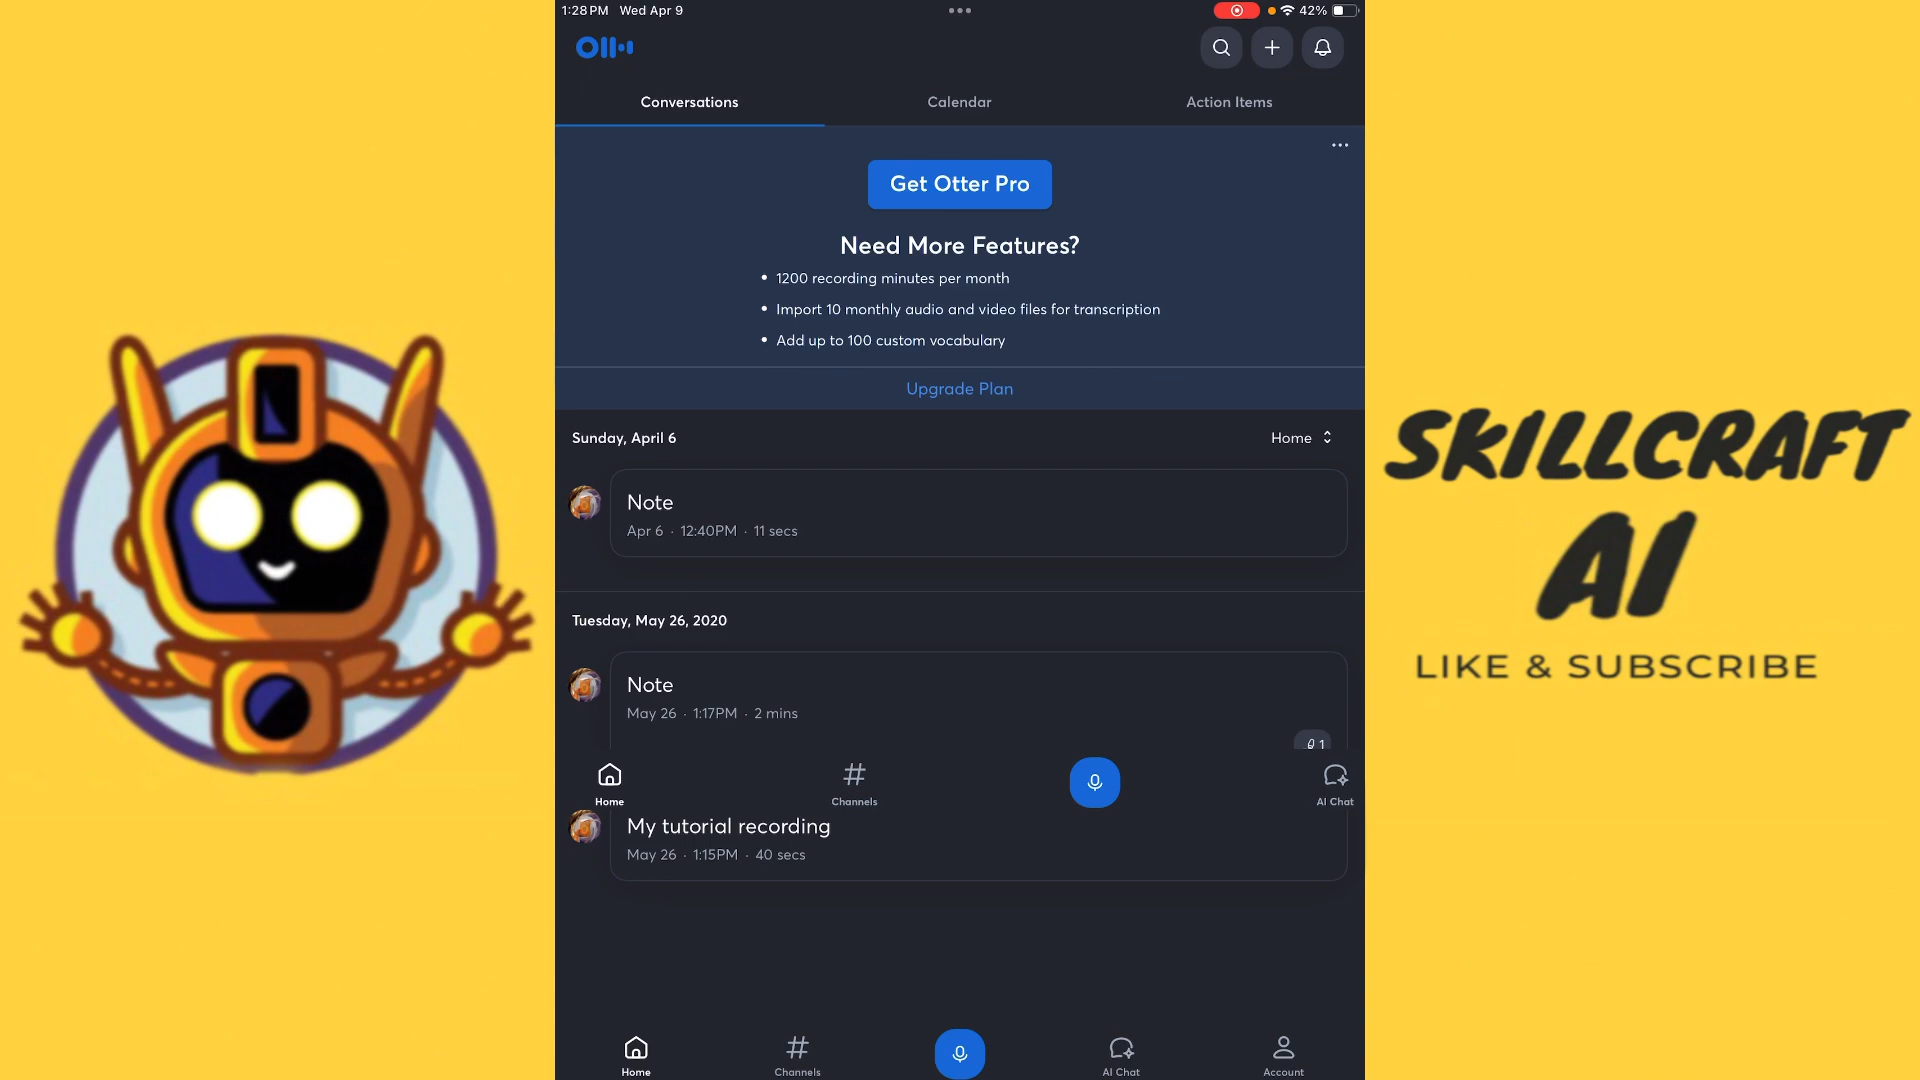 1:28 PM Wed Apr 9
42%
Conversations
Calendar
Action Items
Get Otter Pro
Need More Features?
• 1200 recording minutes per month
• Import 10 monthly audio and video files for transcription
• Add up to 100 custom vocabulary
Upgrade Plan
Sunday, April 6
Home
Note
Apr 6 · 12:40PM · 11 secs
Tuesday, May 26, 2020
Note
May 26 · 1:17PM · 2 mins
1
Home
Channels
AI Chat
My tutorial recording
May 26 · 1:15PM · 40 secs
Home
Channels
AI Chat
Account
SKILLCRAFT
AI
LIKE & SUBSCRIBE